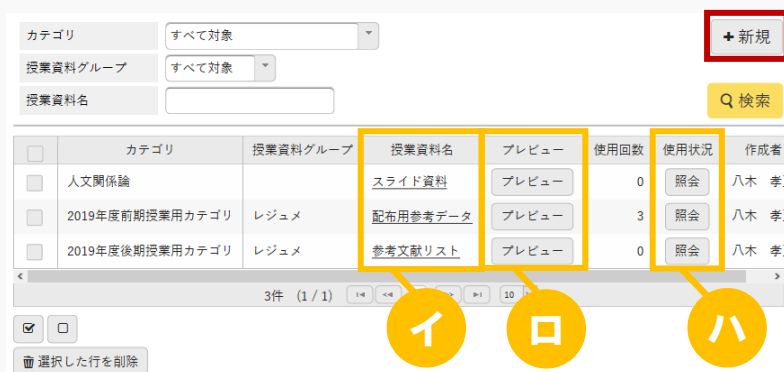 カテゴリ すべて対象
+新規
授業資料グループ すべて対象
授業資料名
検索
カテゴリ 授業資料グループ 授業資料名 プレビュー 使用回数 使用状況 作成者
人文関係論 スライド資料 プレビュー 0 照会 八木 孝
2019年度前期授業用カテゴリ レジュメ 配布用参考データ プレビュー 3 照会 八木 孝
2019年度後期授業用カテゴリ レジュメ 参考文献リスト プレビュー 0 照会 八木 孝
3件 (1 / 1) 10
イ ロ ハ
選択した行を削除